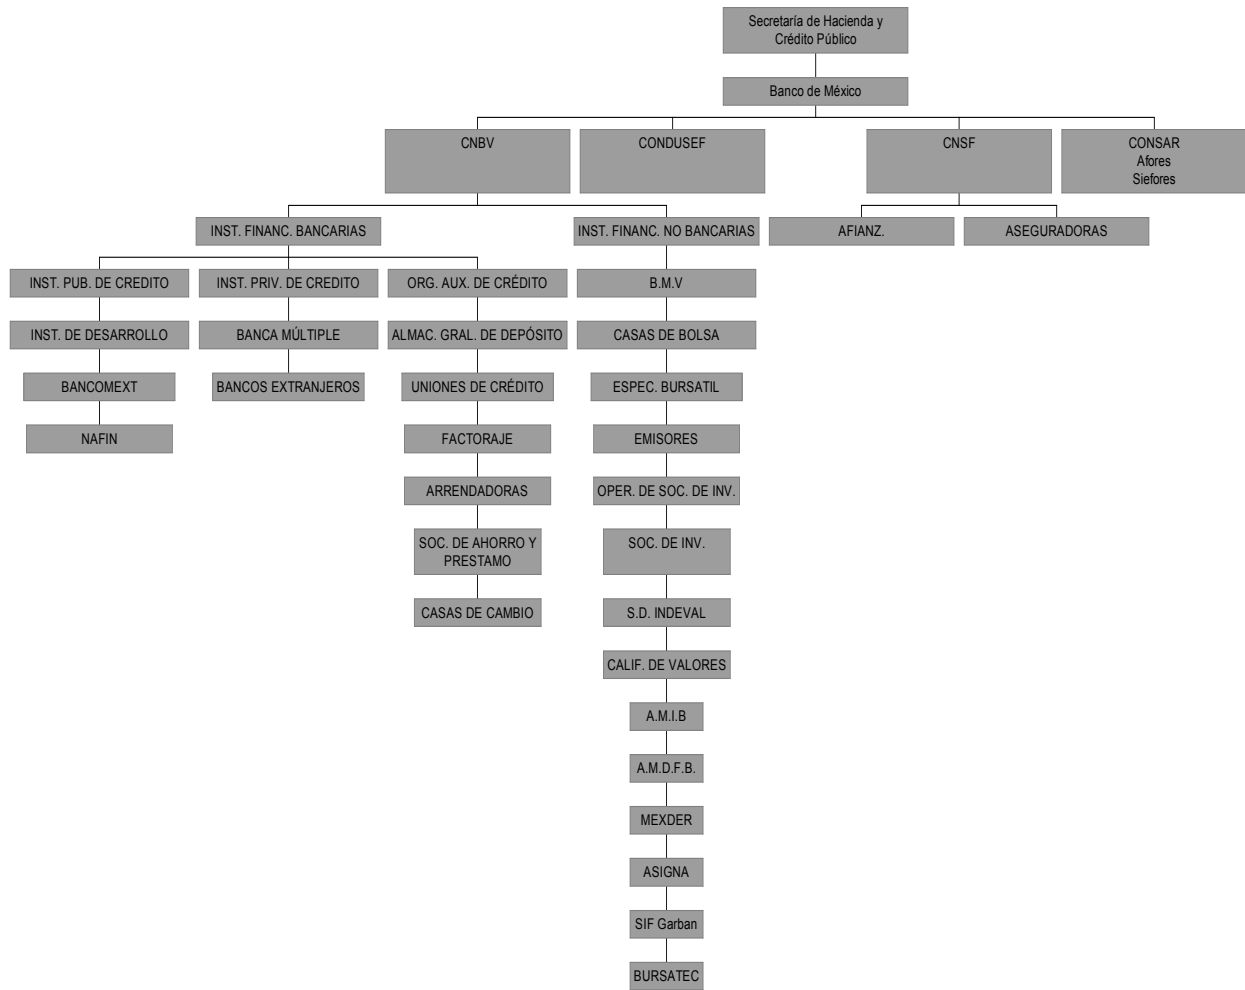 Secretaría de Hacienda y
Crédito Público
Banco de México
CNBV
CONDUSEF
CNSF
CONSAR
Afores
Siefores
INST. FINANC. BANCARIAS
INST. FINANC. NO BANCARIAS
AFIANZ.
ASEGURADORAS
INST. PUB. DE CREDITO
INST. PRIV. DE CREDITO
ORG. AUX. DE CRÉDITO
B.M.V
INST. DE DESARROLLO
BANCA MÚLTIPLE
ALMAC. GRAL. DE DEPÓSITO
CASAS DE BOLSA
BANCOMEXT
BANCOS EXTRANJEROS
UNIONES DE CRÉDITO
ESPEC. BURSATIL
NAFIN
FACTORAJE
EMISORES
ARRENDADORAS
OPER. DE SOC. DE INV.
SOC. DE AHORRO Y
PRESTAMO
SOC. DE INV.
CASAS DE CAMBIO
S.D. INDEVAL
CALIF. DE VALORES
A.M.I.B
A.M.D.F.B.
MEXDER
ASIGNA
SIF Garban
BURSATEC